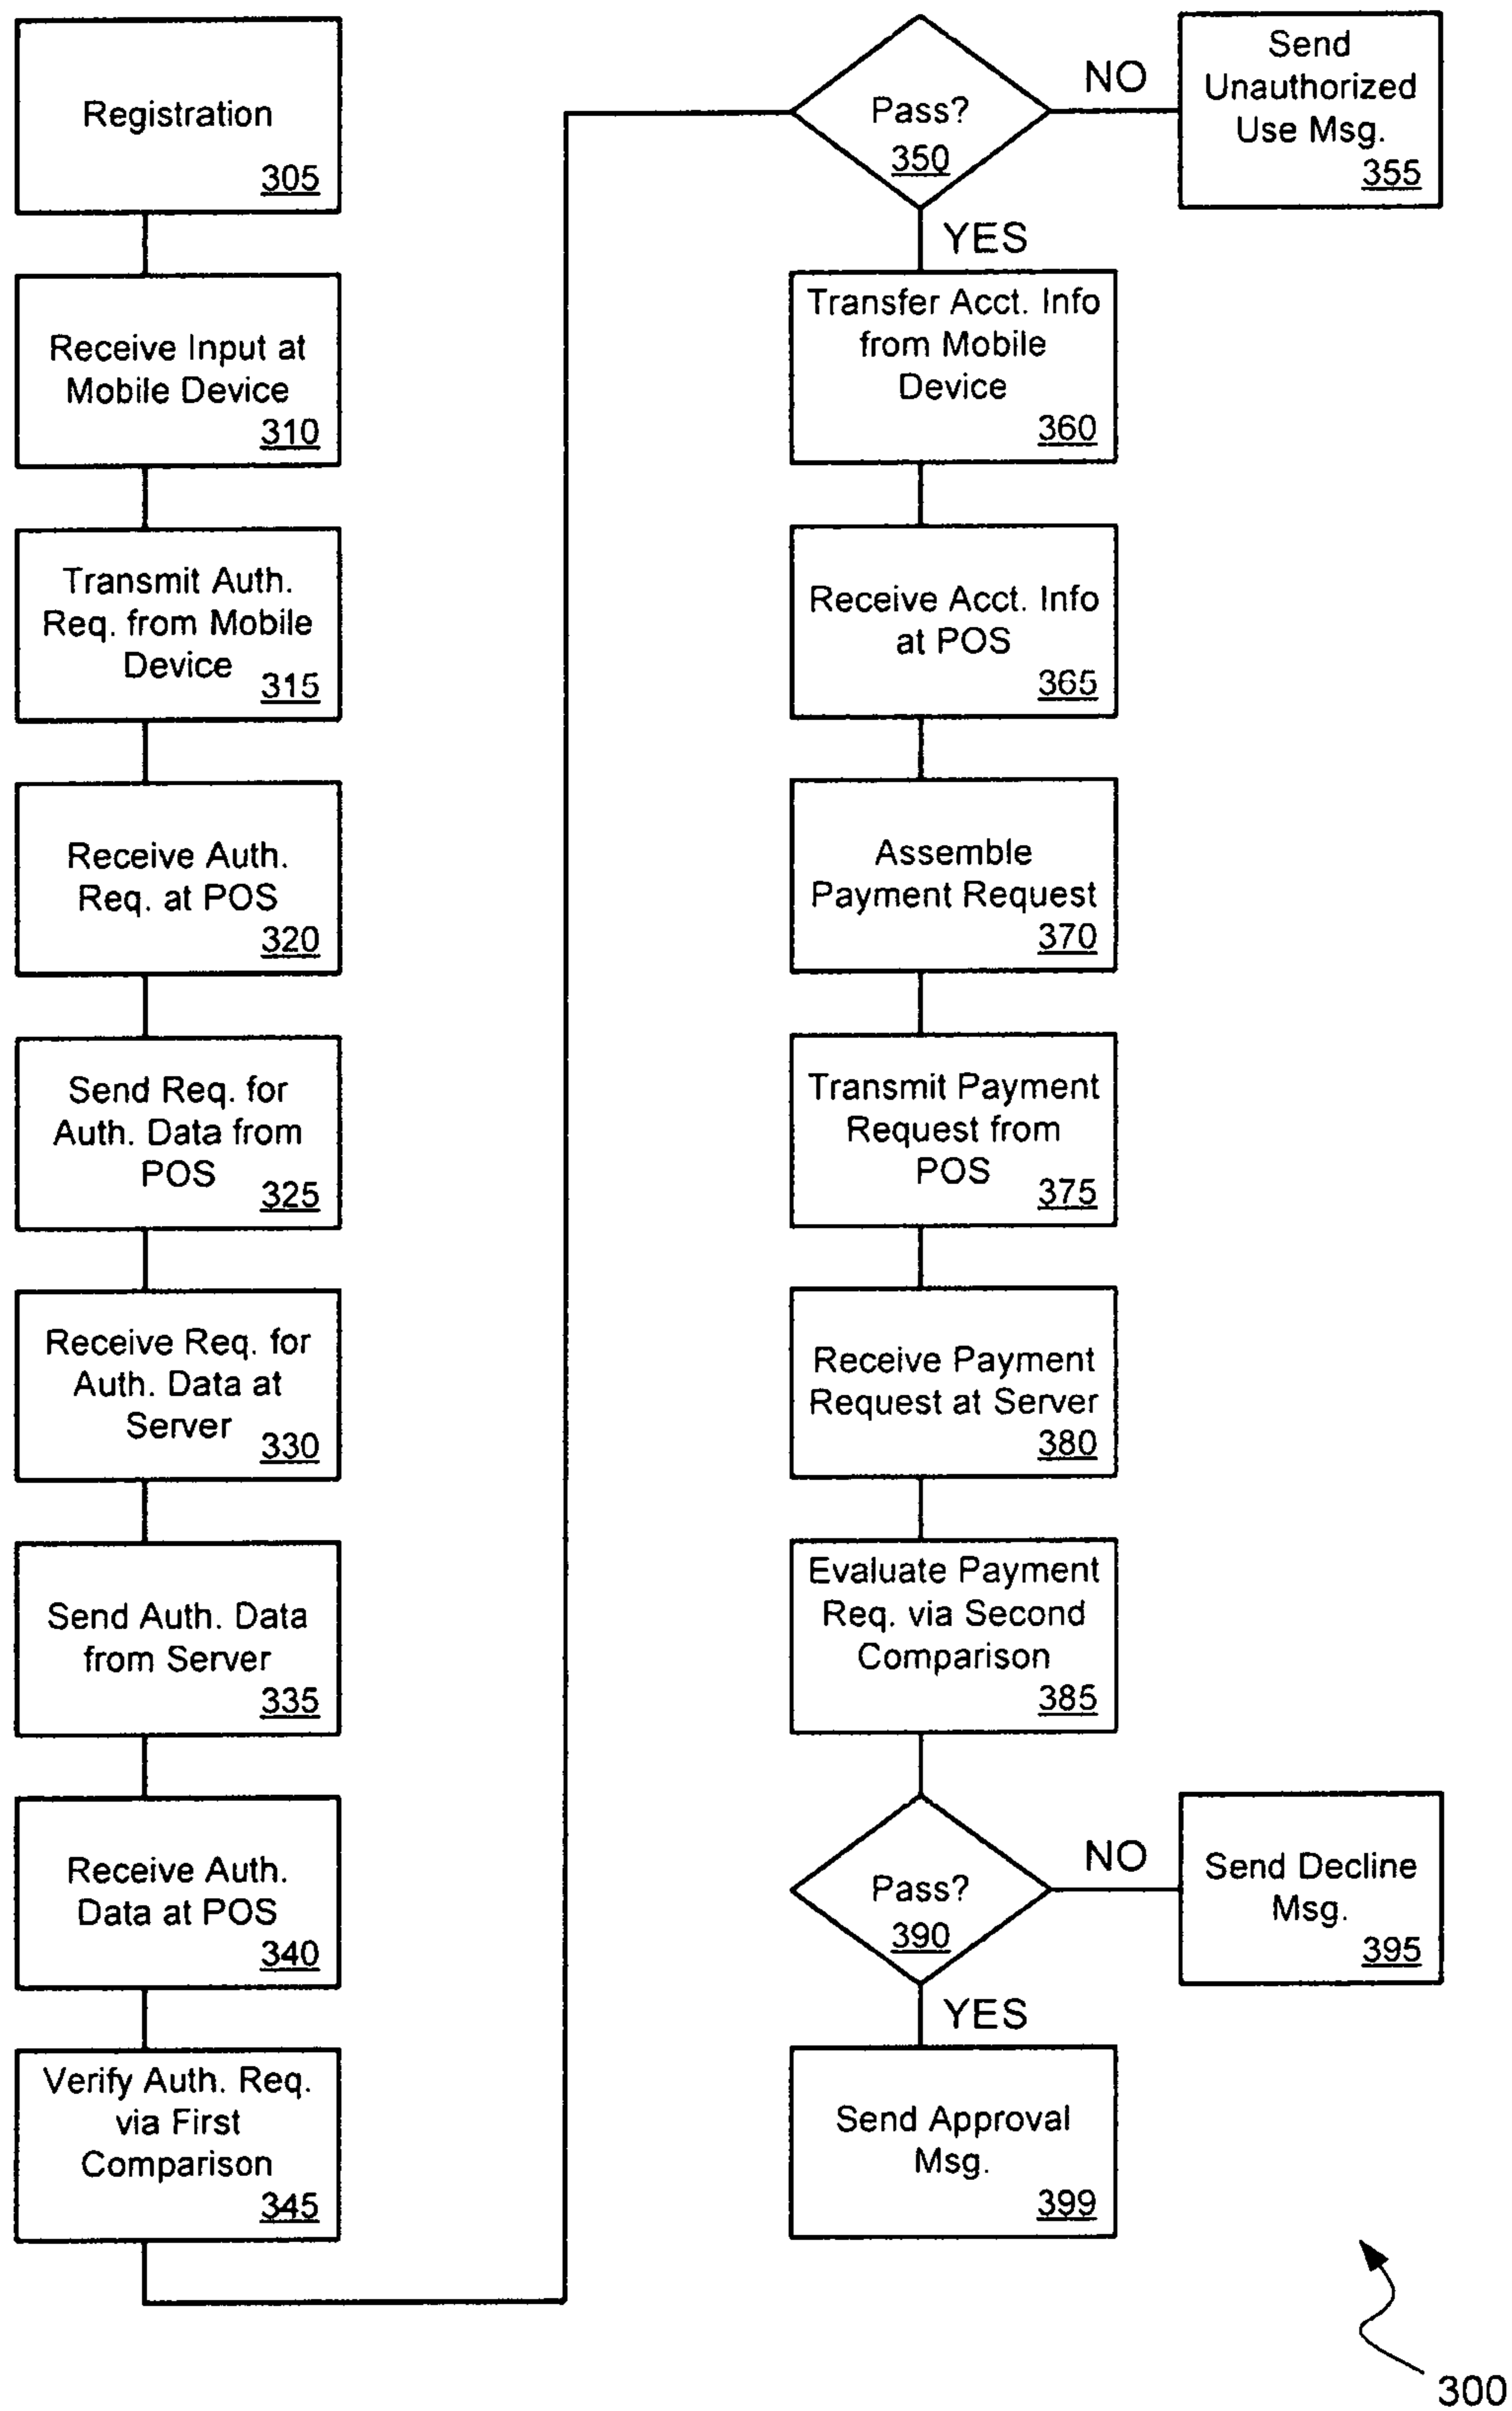 Registration
305
Receive Input at
Mobile Device
310
Transmit Auth.
Req. from Mobile
Device
315
Receive Auth.
Req. at POS
320
Send Req. for
Auth. Data from
POS
325
Receive Req. for
Auth. Data at
Server
330
Send Auth. Data
from Server
335
Receive Auth.
Data at POS
340
Verify Auth. Req.
via First
Comparison
345
Pass?
350
NO
Send
Unauthorized
Use Msg.
355
YES
Transfer Acct. Info
from Mobile
Device
360
Receive Acct. Info
at POS
365
Assemble
Payment Request
370
Transmit Payment
Request from
POS
375
Receive Payment
Request at Server
380
Evaluate Payment
Req. via Second
Comparison
385
Pass?
390
NO
Send Decline
Msg.
395
YES
Send Approval
Msg.
399
300